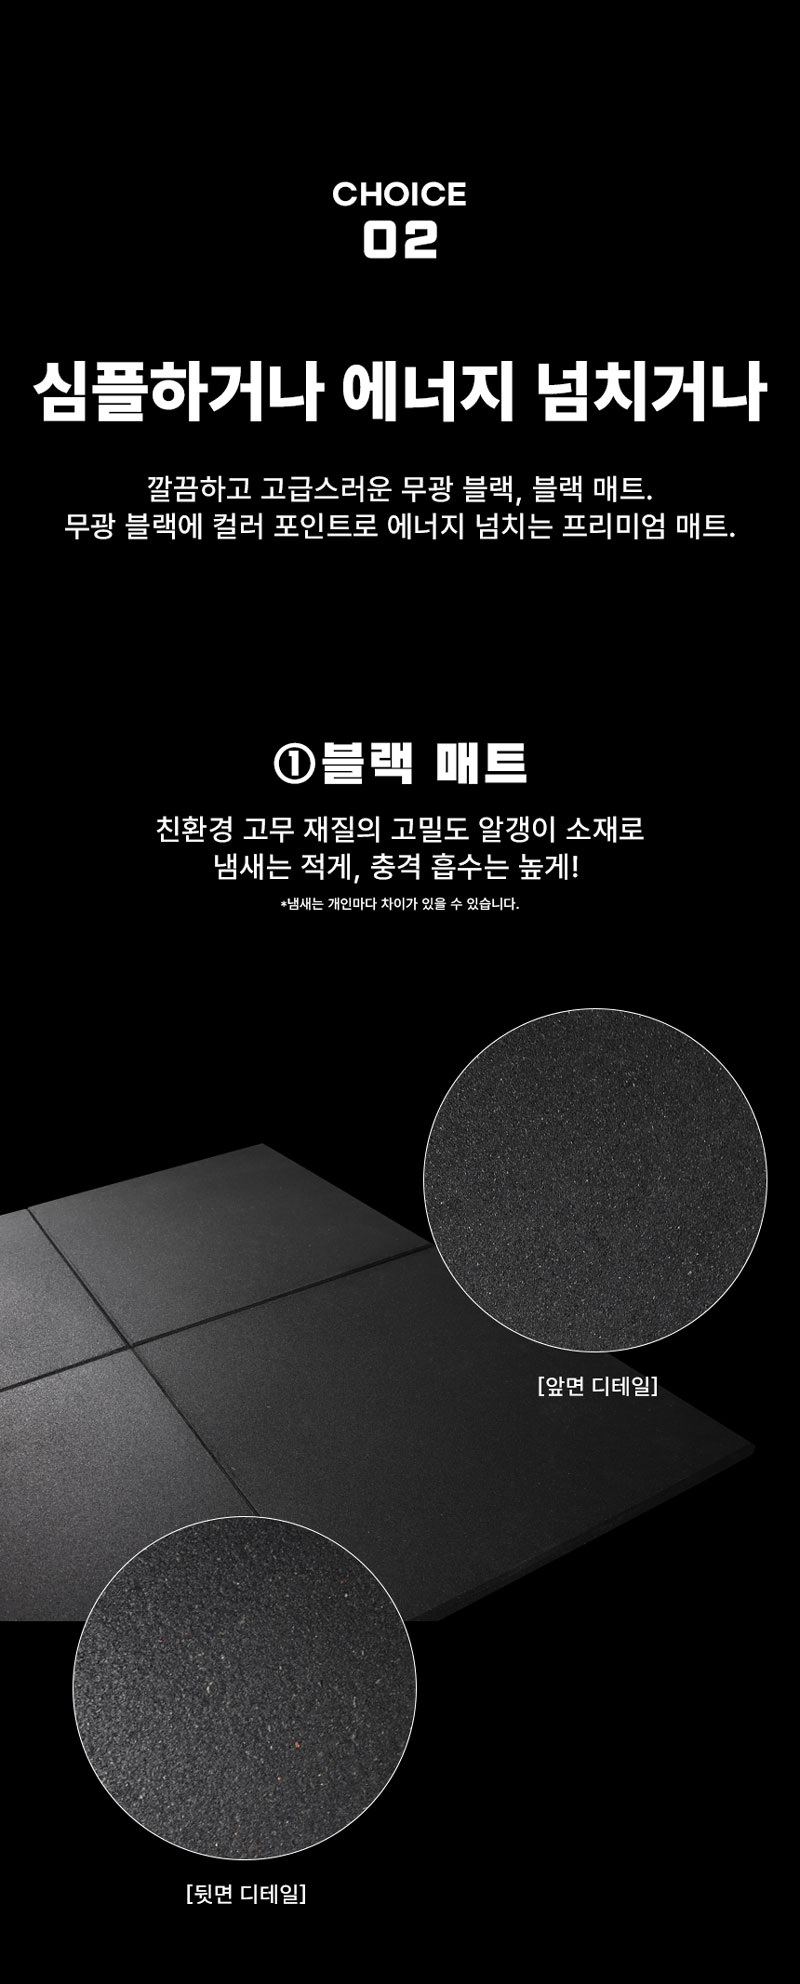 CHOICE
02
심플하거나 에너지 넘치거나
깔끔하고 고급스러운 무광 블랙, 블랙 매트.
무광 블랙에 컬러 포인트로 에너지 넘치는 프리미엄 매트.
①블랙 매트
친환경 고무 재질의 고밀도 알갱이 소재로
냄새는 적게, 충격 흡수는 높게!
*냄새는 개인마다 차이가 있을 수 있습니다.
[앞면 디테일]
[뒷면 디테일]